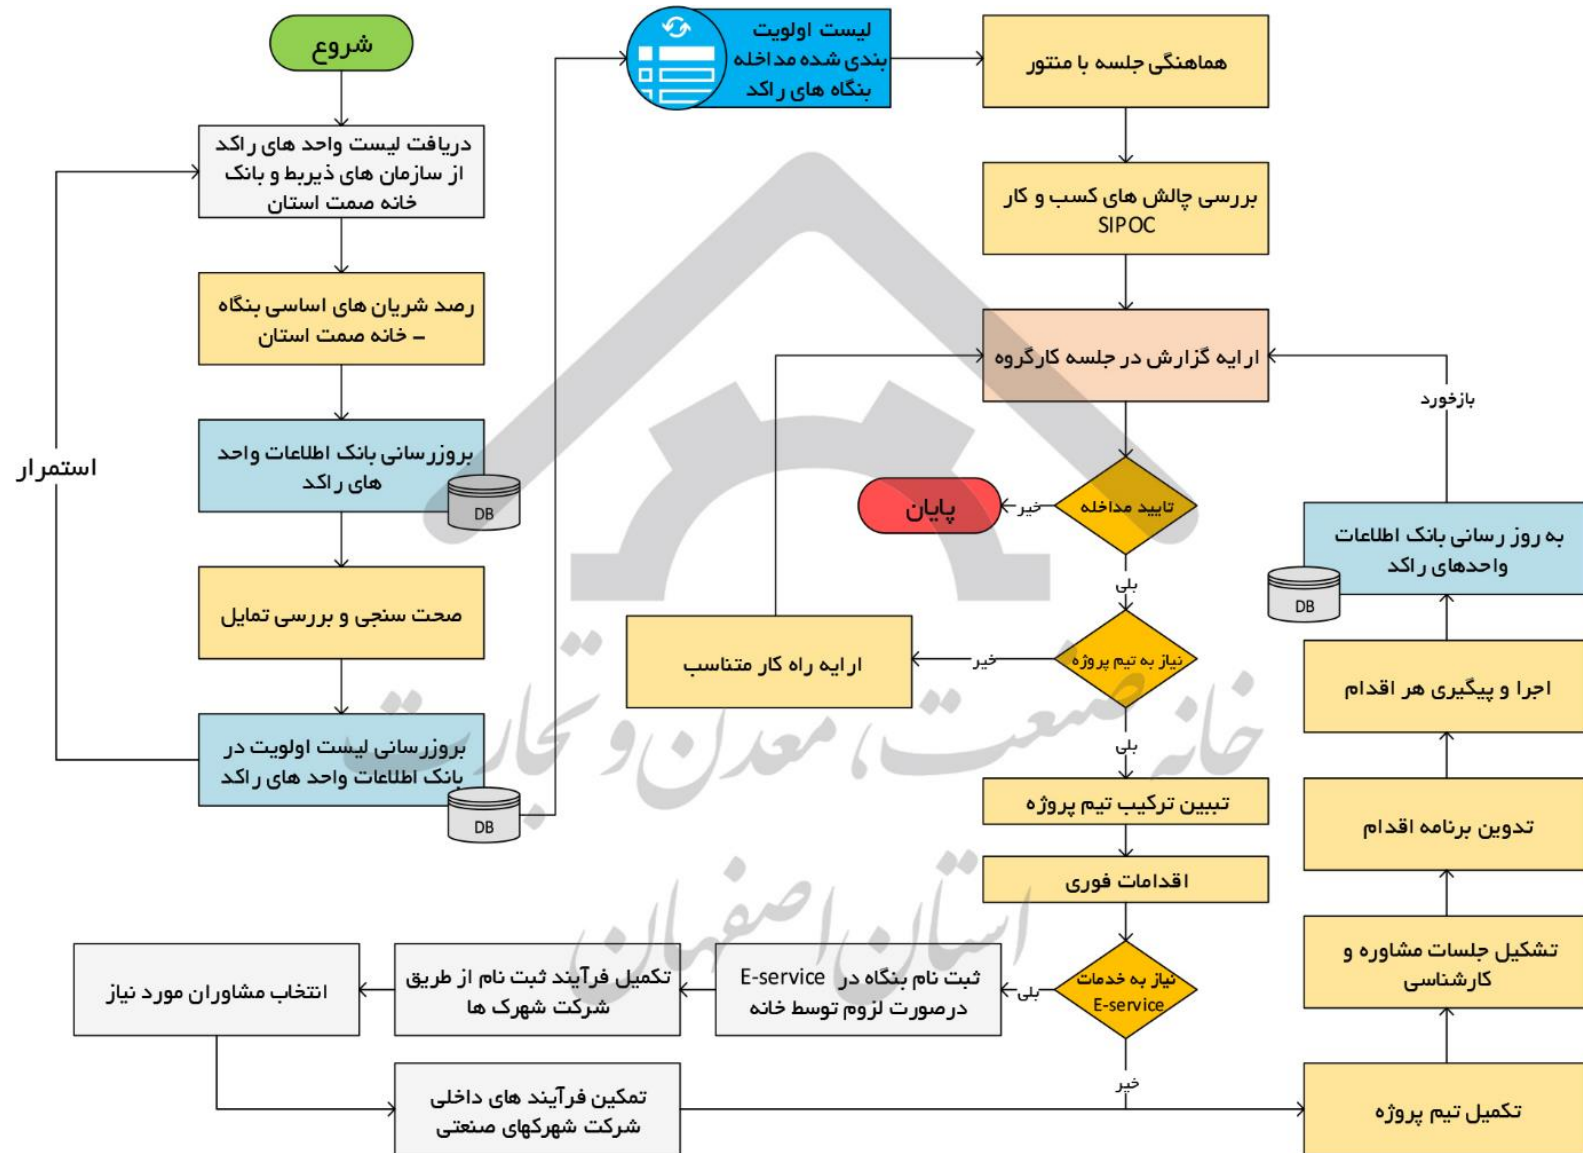 شروع
دریافت لیست واحد های راکد
از سازمان های ذیربط و بانک
خانه صمت استان
رصد شریان های اساسی بنگاه
– خانه صمت استان
بروزرسانی بانک اطلاعات واحد
های راکد
DB
صحت سنجی و بررسی تمایل
بروزرسانی لیست اولویت در
بانک اطلاعات واحد های راکد
DB
استمرار
لیست اولویت
بندی شده مداخله
بنگاه های راکد
هماهنگی جلسه با منتور
بررسی چالش های کسب و کار
SIPOC
ارایه گزارش در جلسه کارگروه
تایید مداخله
خیر
پایان
بلی
نیاز به تیم پروژه
خیر
ارایه راه کار متناسب
بلی
تبیین ترکیب تیم پروژه
اقدامات فوری
نیاز به خدمات
E-service
بلی
ثبت نام بنگاه در E-service
درصورت لزوم توسط خانه
تکمیل فرآیند ثبت نام از طریق
شرکت شهرک ها
انتخاب مشاوران مورد نیاز
تمکین فرآیند های داخلی
شرکت شهرکهای صنعتی
خیر
تکمیل تیم پروژه
تشکیل جلسات مشاوره و
کارشناسی
تدوین برنامه اقدام
اجرا و پیگیری هر اقدام
به روز رسانی بانک اطلاعات
واحدهای راکد
DB
بازخورد
خانه صنعت، معدن و تجارت
استان اصفهان